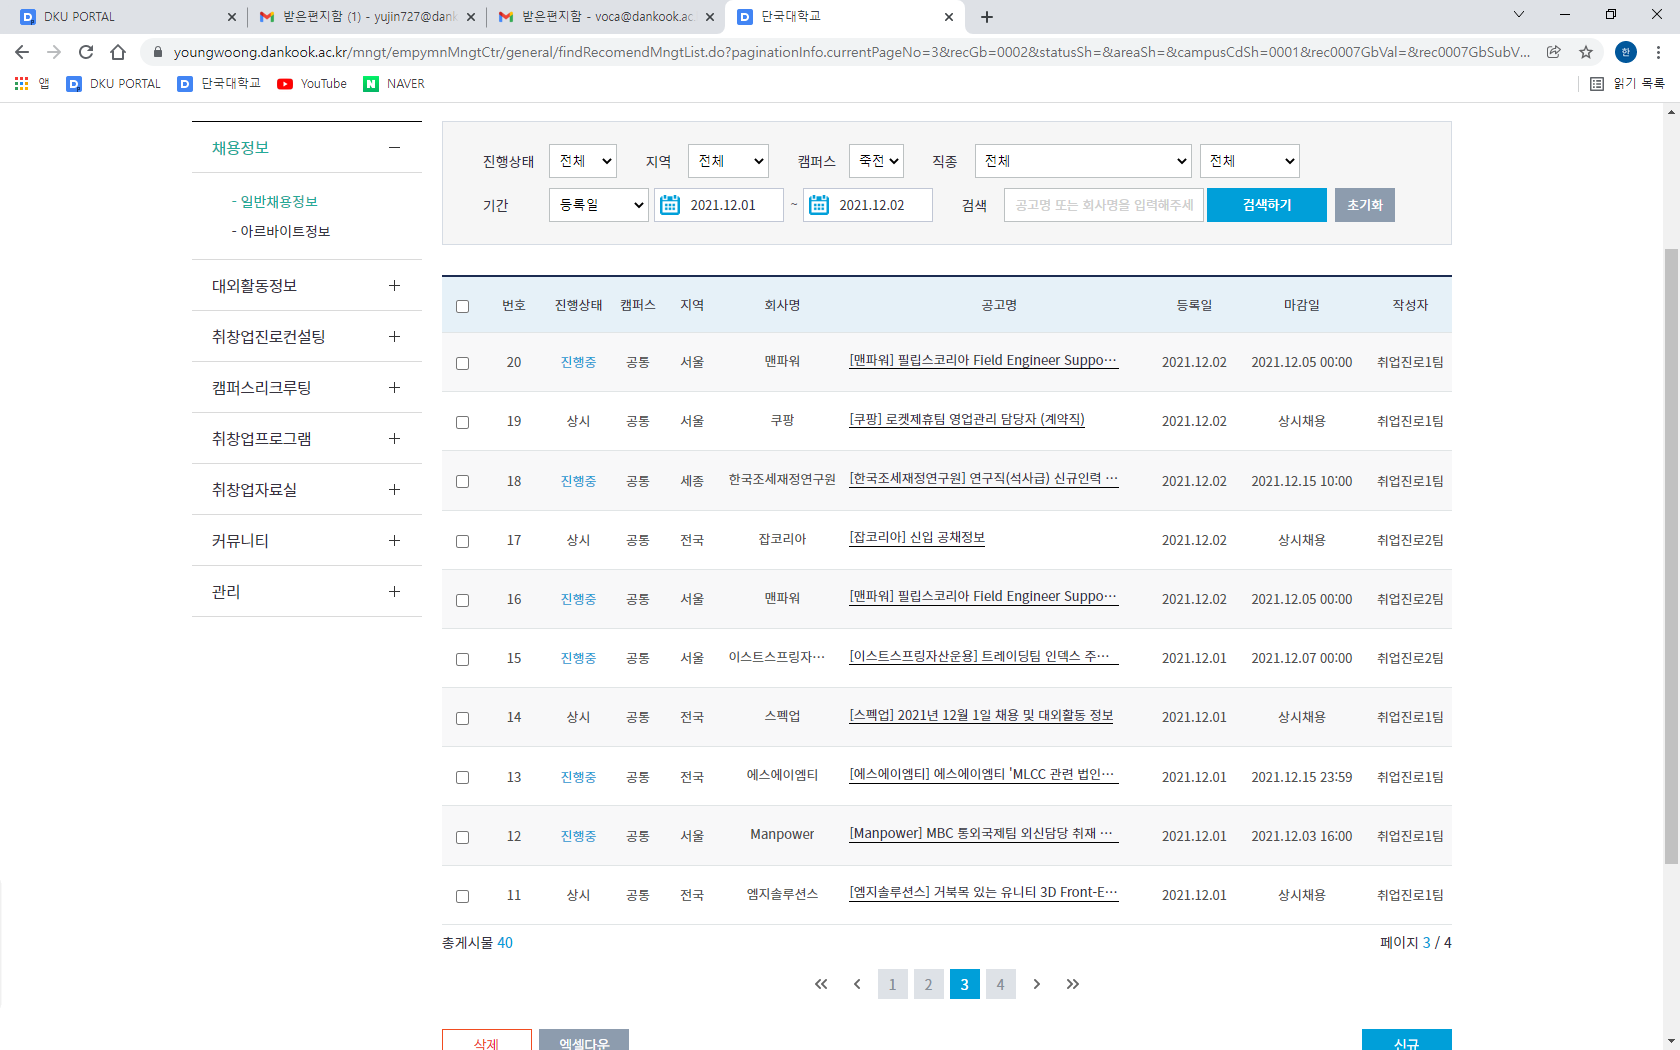 DKU PORTAL
받은편지함 (1) - yujin727@dank
받은편지함 - voca@dankook.ac.
단국대학교
youngwoong.dankook.ac.kr/mngt/empymnMngtCtr/general/findRecomendMngtList.do?paginationInfo.currentPageNo=3&recGb=0002&statusSh=&areaSh=&campusCdSh=0001&rec0007GbVal=&rec0007GbSubV...
한
앱 DKU PORTAL 단국대학교 YouTube NAVER 읽기 목록
채용정보
- 일반채용정보
- 아르바이트정보
대외활동정보
취창업진로컨설팅
캠퍼스리크루팅
취창업프로그램
취창업자료실
커뮤니티
관리
진행상태 전체 지역 전체 캠퍼스 죽전 직종 전체 전체
기간 등록일 2021.12.01 ~ 2021.12.02 검색 공고명 또는 회사명을 입력해주세 검색하기 초기화
번호 진행상태 캠퍼스 지역 회사명 공고명 등록일 마감일 작성자
20 진행중 공통 서울 맨파워 [맨파워] 필립스코리아 Field Engineer Suppo… 2021.12.02 2021.12.05 00:00 취업진로1팀
19 상시 공통 서울 쿠팡 [쿠팡] 로켓제휴팀 영업관리 담당자 (계약직) 2021.12.02 상시채용 취업진로1팀
18 진행중 공통 세종 한국조세재정연구원 [한국조세재정연구원] 연구직(석사급) 신규인력 … 2021.12.02 2021.12.15 10:00 취업진로1팀
17 상시 공통 전국 잡코리아 [잡코리아] 신입 공채정보 2021.12.02 상시채용 취업진로2팀
16 진행중 공통 서울 맨파워 [맨파워] 필립스코리아 Field Engineer Suppo… 2021.12.02 2021.12.05 00:00 취업진로2팀
15 진행중 공통 서울 이스트스프링자… [이스트스프링자산운용] 트레이딩팀 인덱스 주… 2021.12.01 2021.12.07 00:00 취업진로2팀
14 상시 공통 전국 스펙업 [스펙업] 2021년 12월 1일 채용 및 대외활동 정보 2021.12.01 상시채용 취업진로1팀
13 진행중 공통 전국 에스에이엠티 [에스에이엠티] 에스에이엠티 'MLCC 관련 법인… 2021.12.01 2021.12.15 23:59 취업진로1팀
12 진행중 공통 서울 Manpower [Manpower] MBC 통외국제팀 외신담당 취재 … 2021.12.01 2021.12.03 16:00 취업진로1팀
11 상시 공통 전국 엠지솔루션스 [엠지솔루션스] 거북목 있는 유니티 3D Front-E… 2021.12.01 상시채용 취업진로1팀
총게시물 40 페이지 3 / 4
1 2 3 4
삭제 엑셀다운 신규